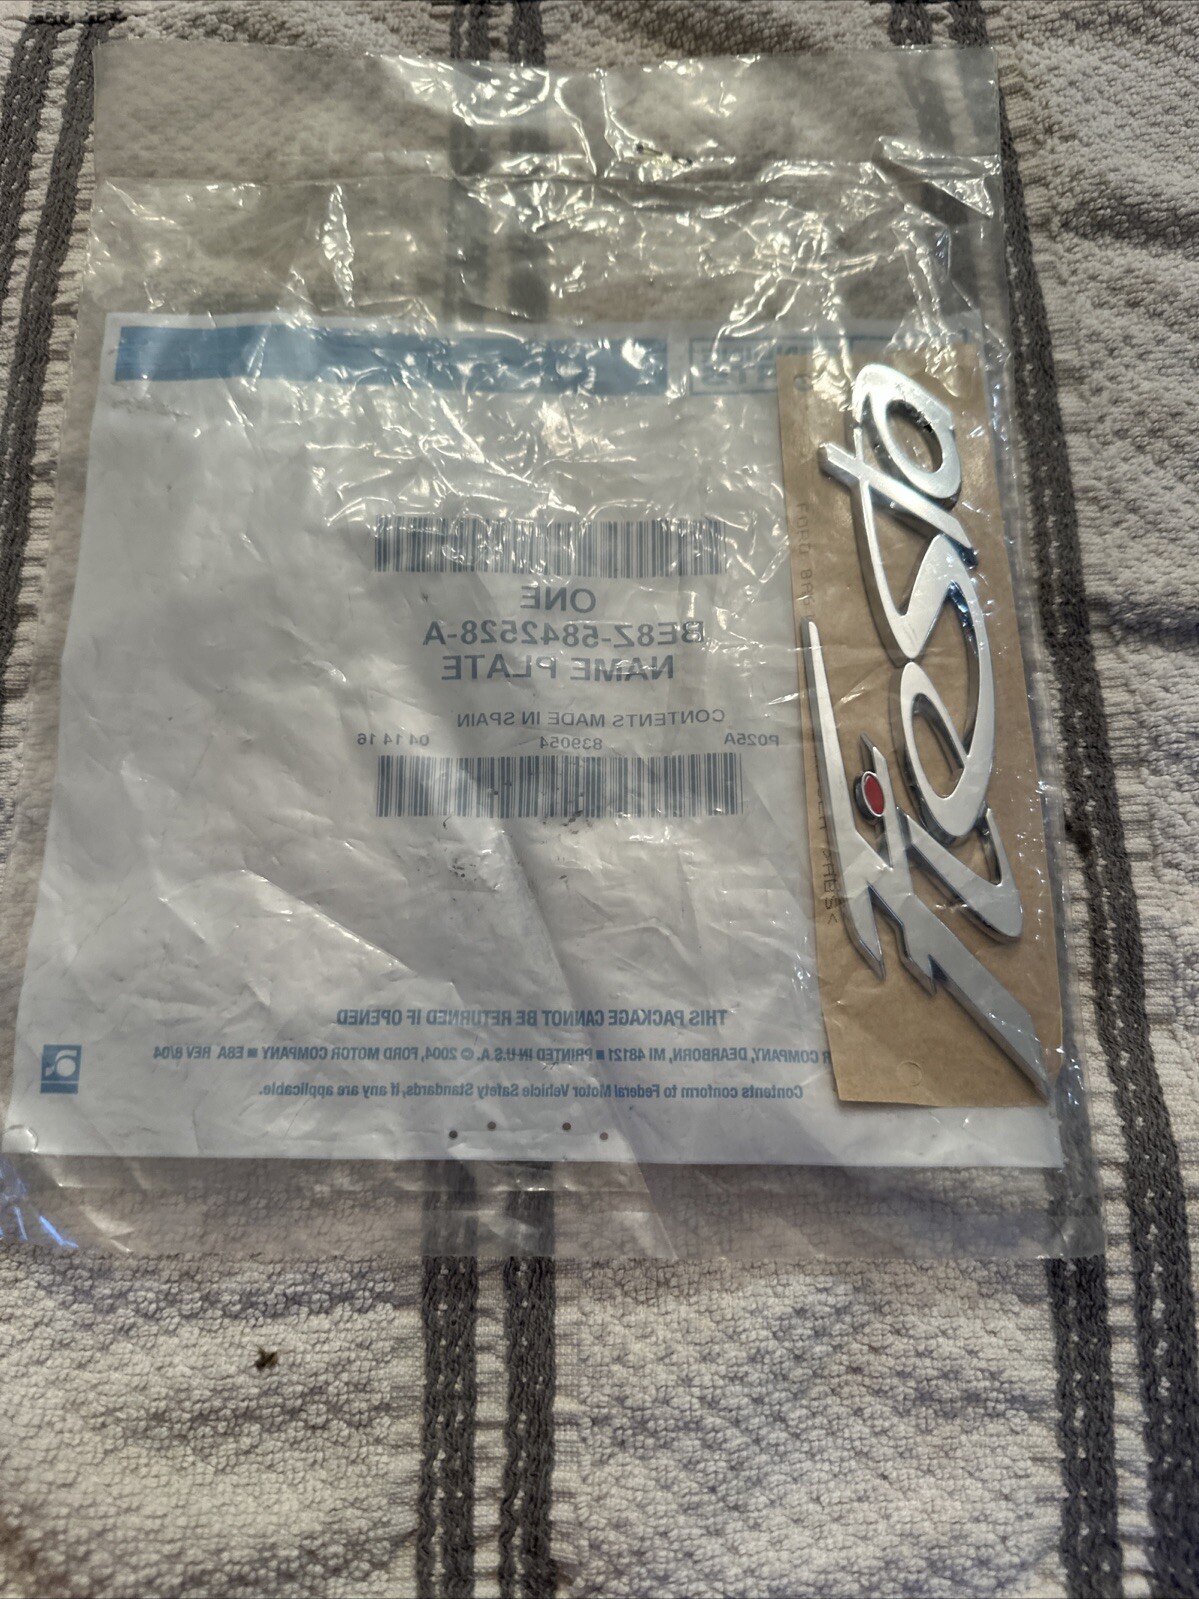 ONE
BE8Z-5842528-A
NAME PLATE
CONTENTS MADE IN SPAIN
P025A 839054 04 14 16
THIS PACKAGE CANNOT BE RETURNED IF OPENED
R COMPANY, DEARBORN, MI 48121 ■ PRINTED IN U.S.A. © 2004, FORD MOTOR COMPANY ■ E8A REV 8/04
Contents conform to Federal Motor Vehicle Safety Standards, if any are applicable.
Fiesta
FORD